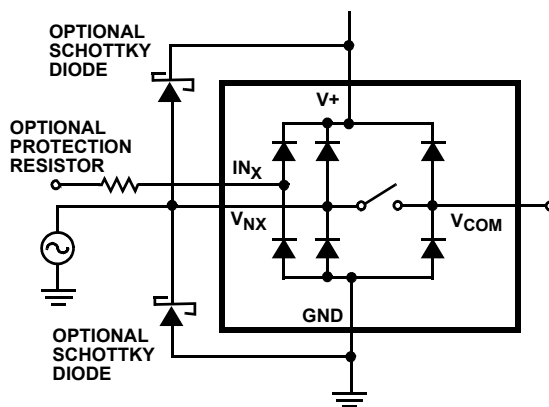 OPTIONAL
SCHOTTKY
DIODE
V+
OPTIONAL
PROTECTION
RESISTOR
INX
VNX
VCOM
GND
OPTIONAL
SCHOTTKY
DIODE